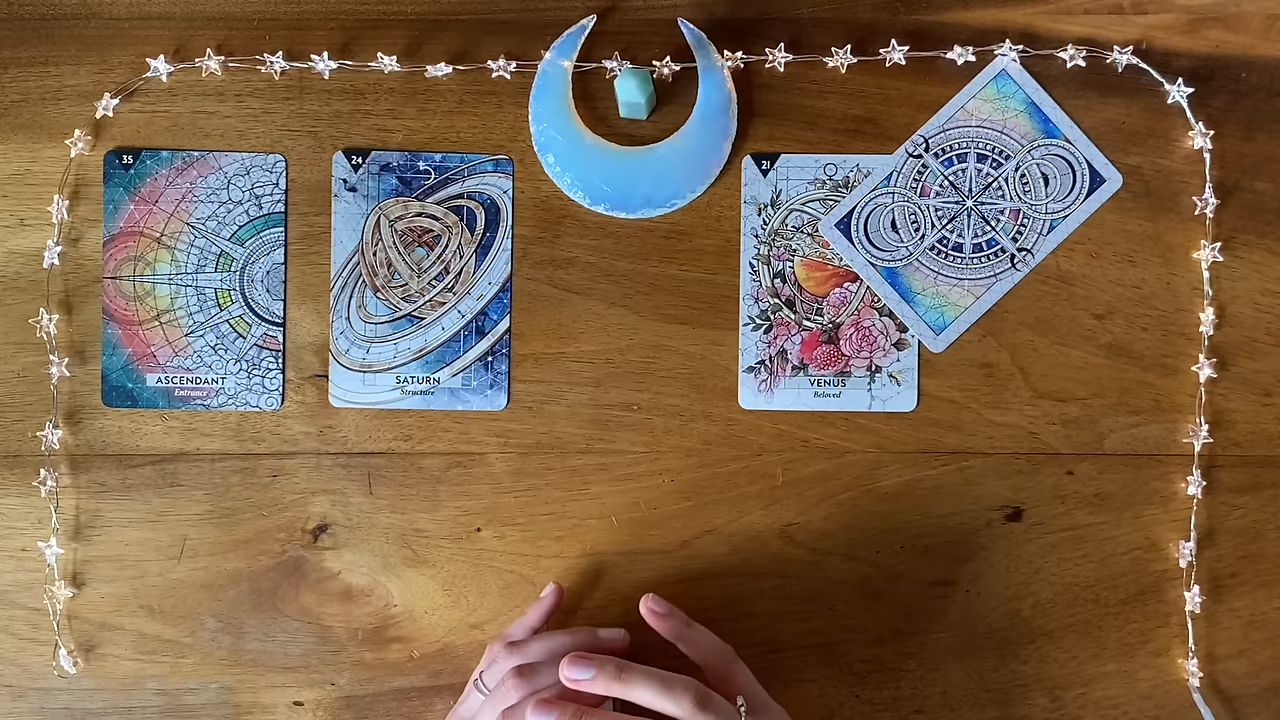 35
ASCENDANT
Entrance
24
SATURN
Structure
21
VENUS
Beloved